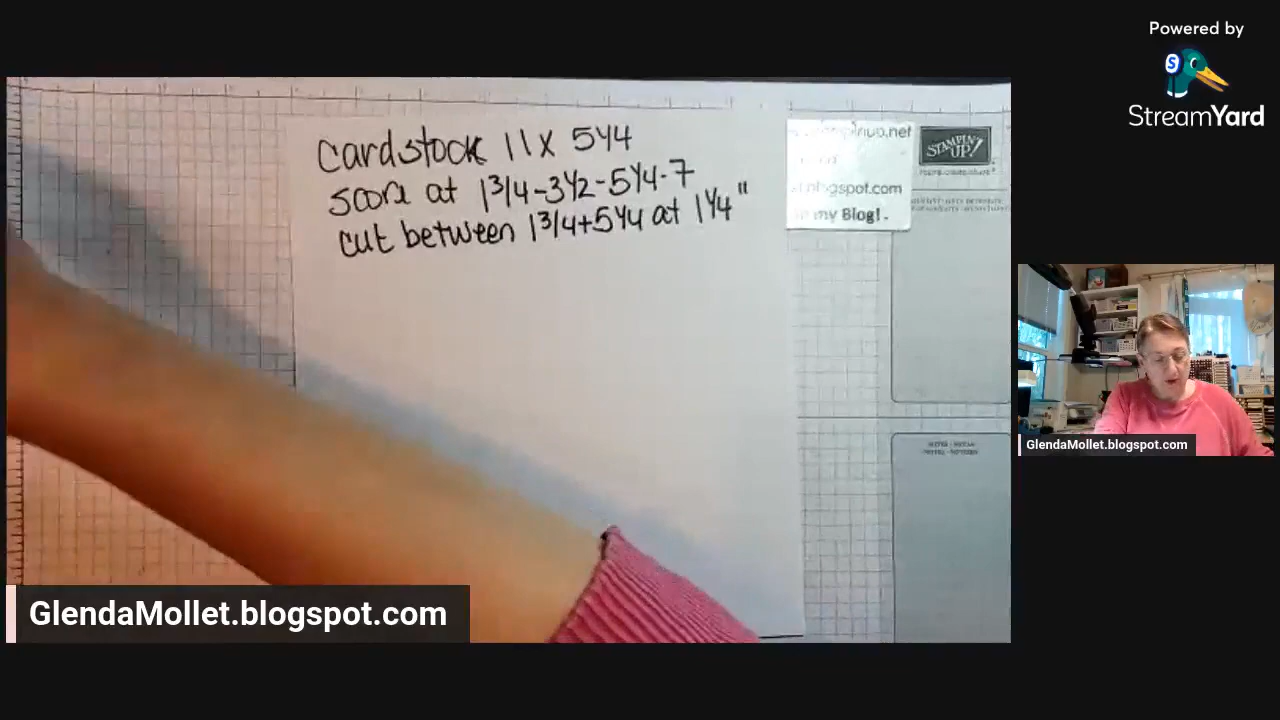 Powered by
StreamYard
cardstock 11 x 5 1/4
score at 1 3/4 - 3 1/2 - 5 1/4 - 7
cut between 1 3/4 + 5 1/4 at 1 1/4"
.net
STAMPIN' UP!
spot.com
my Blog!.
GlendaMollet.blogspot.com
GlendaMollet.blogspot.com